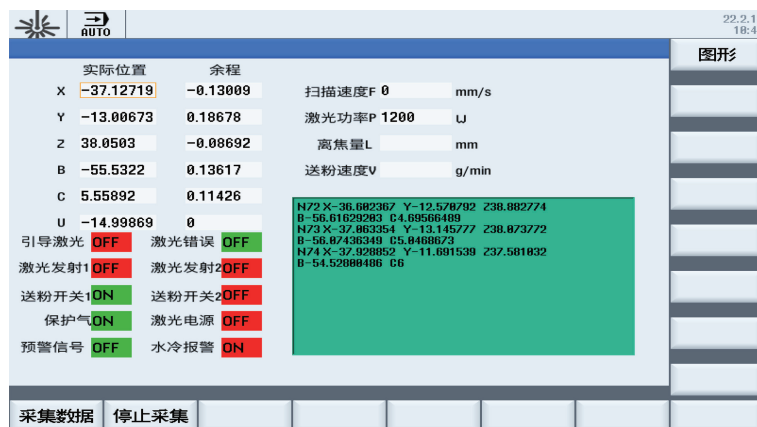 22.2.1
AUTO
18:4
图形
实际位置 余程
X -37.12719 -0.13009 扫描速度F 0 mm/s
Y -13.00673 0.18678 激光功率P 1200 W
Z 38.0503 -0.08692 离焦量L mm
B -55.5322 0.13617 送粉速度V g/min
C 5.55892 0.11426
U -14.99869 0
N72 X-36.602367 Y-12.570792 Z38.882774
B-56.61629203 C4.69566489
N73 X-37.063354 Y-13.145777 Z38.073772
B-56.07436349 C5.0468673
N74 X-37.928852 Y-11.691539 Z37.581032
B-54.52800486 C6
引导激光 OFF 激光错误 OFF
激光发射1 OFF 激光发射2 OFF
送粉开关1 ON 送粉开关2 OFF
保护气 ON 激光电源 OFF
预警信号 OFF 水冷报警 ON
采集数据 停止采集